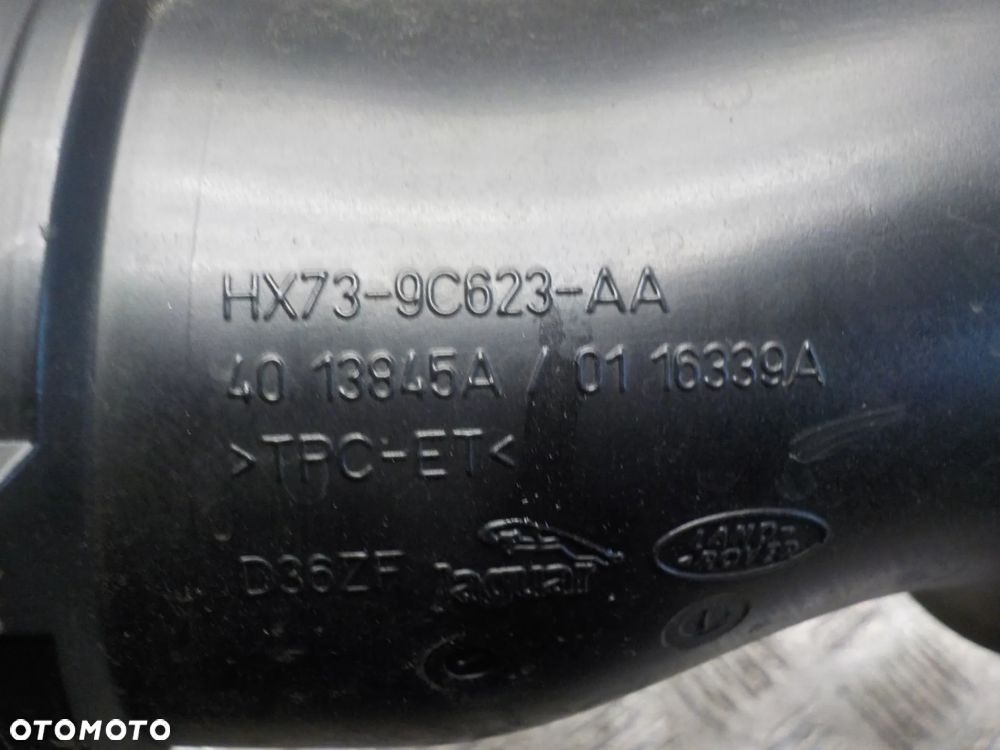 HX73-9C623-AA
40 13845A / 01 16339A
>TPC-ET<
D36ZF Jaguar LAND-
ROVER
OTOMOTO